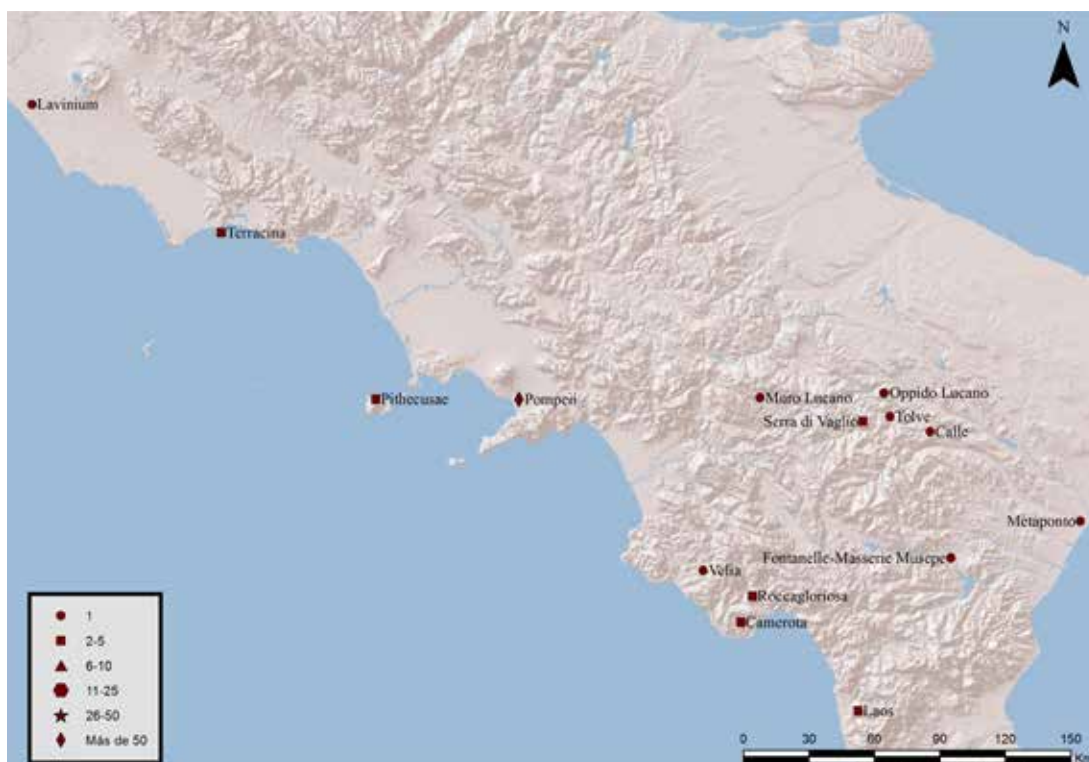 N
Lavinium
Terracina
Pithecusae
Pompeii
Muro Lucano
Oppido Lucano
Tolve
Serra di Vaglio
Calle
Metaponto
Fontanelle-Masserie Musepe
Velia
Roccagloriosa
Camerota
Laos
1
2-5
6-10
11-25
26-50
Más de 50
0 30 60 90 120 150
Km